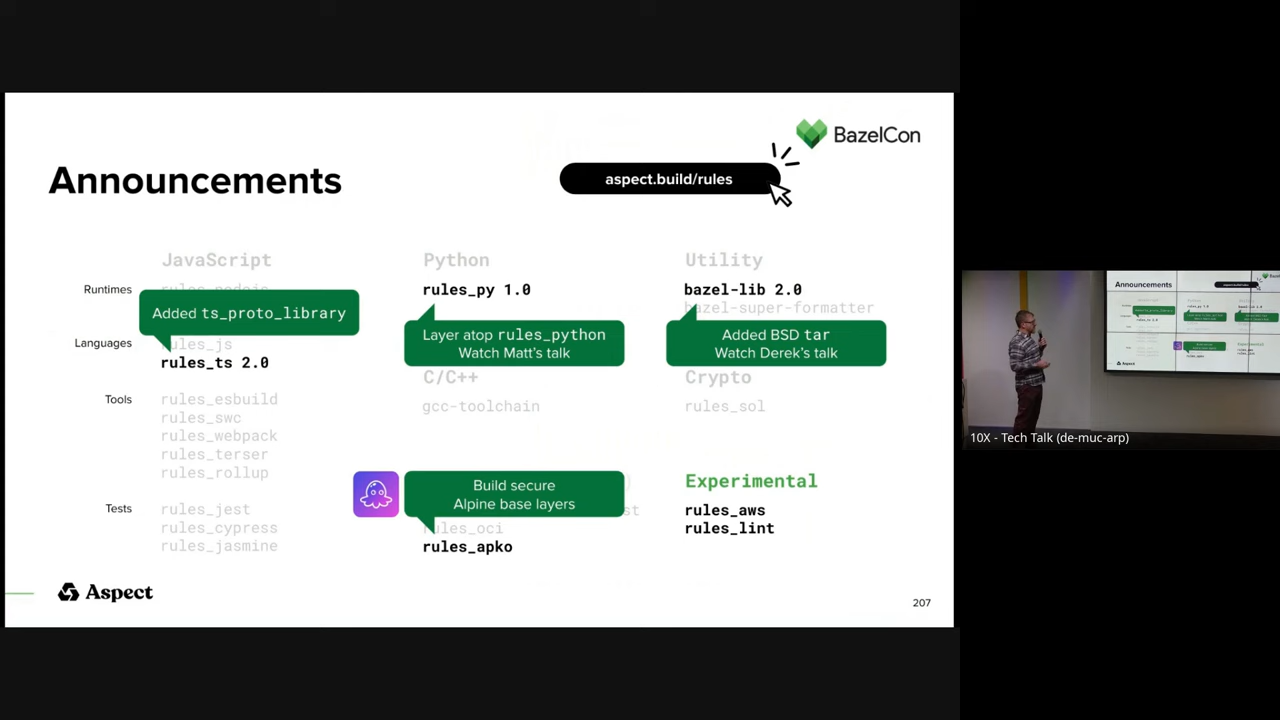 BazelCon
Announcements
aspect.build/rules
JavaScript
Runtimes
Added ts_proto_library
Languages
rules_js
rules_ts 2.0
Tools
rules_esbuild
rules_swc
rules_webpack
rules_terser
rules_rollup
Tests
rules_jest
rules_cypress
rules_jasmine
Python
rules_py 1.0
Layer atop rules_python
Watch Matt's talk
C/C++
gcc-toolchain
Build secure
Alpine base layers
rules_oci
rules_apko
Utility
bazel-lib 2.0
bazel-super-formatter
Added BSD tar
Watch Derek's talk
Crypto
rules_sol
Experimental
rules_aws
rules_lint
Aspect
207
Announcements
10X - Tech Talk (de-muc-arp)